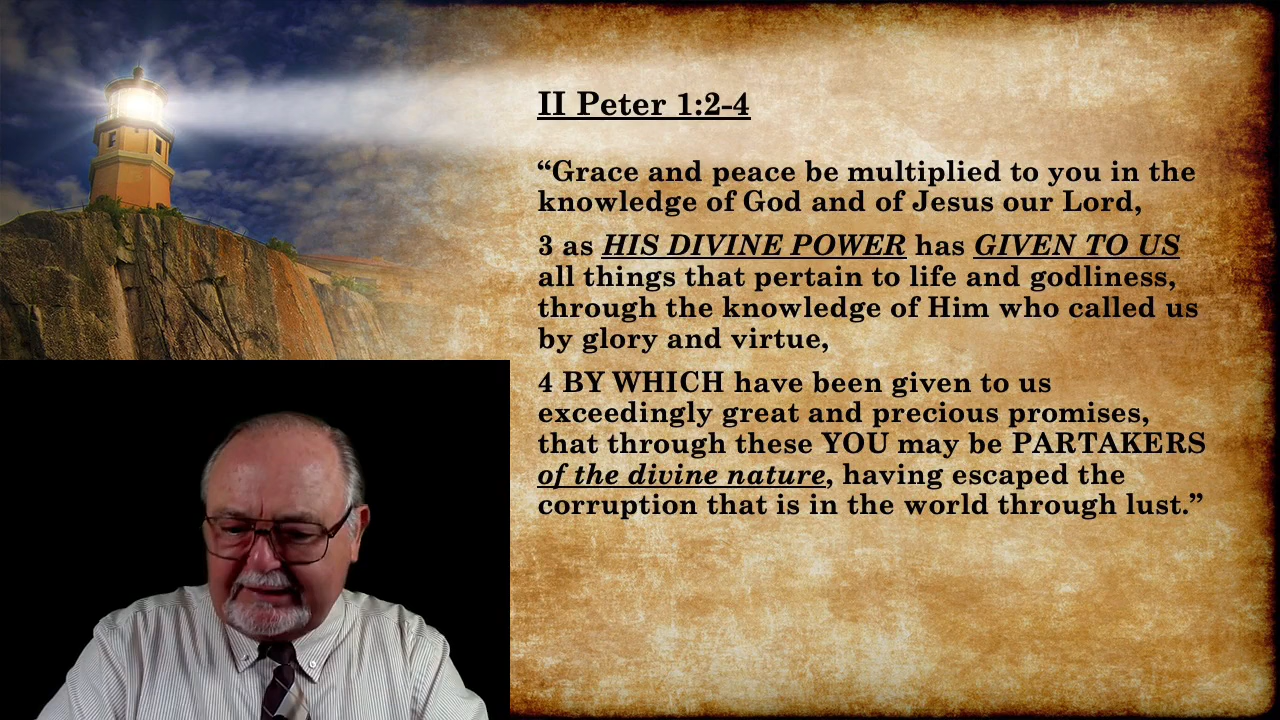 II Peter 1:2-4
“Grace and peace be multiplied to you in the
knowledge of God and of Jesus our Lord,
3 as HIS DIVINE POWER has GIVEN TO US
all things that pertain to life and godliness,
through the knowledge of Him who called us
by glory and virtue,
4 BY WHICH have been given to us
exceedingly great and precious promises,
that through these YOU may be PARTAKERS
of the divine nature, having escaped the
corruption that is in the world through lust.”